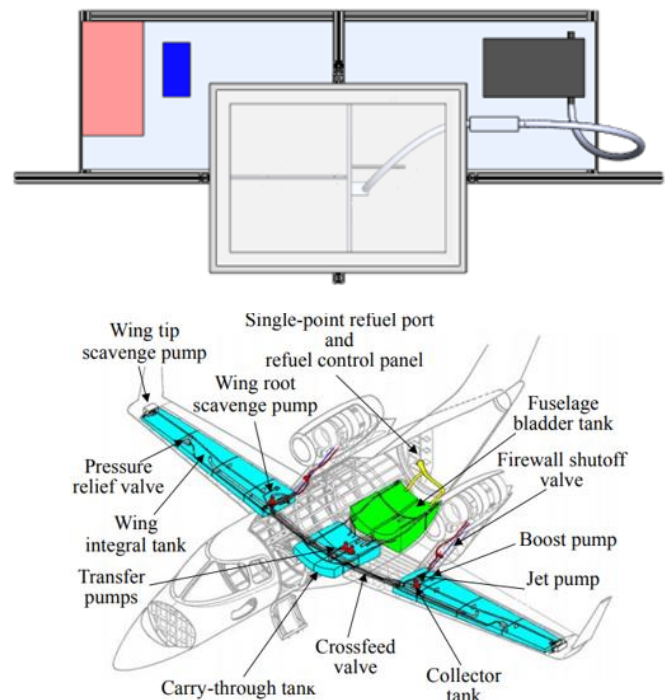 Wing tip
scavenge pump
Single-point refuel port
and
refuel control panel
Wing root
scavenge pump
Fuselage
bladder tank
Pressure
relief valve
Firewall shutoff
valve
Wing
integral tank
Boost pump
Transfer
pumps
Jet pump
Crossfeed
valve
Carry-through tank
Collector
tank